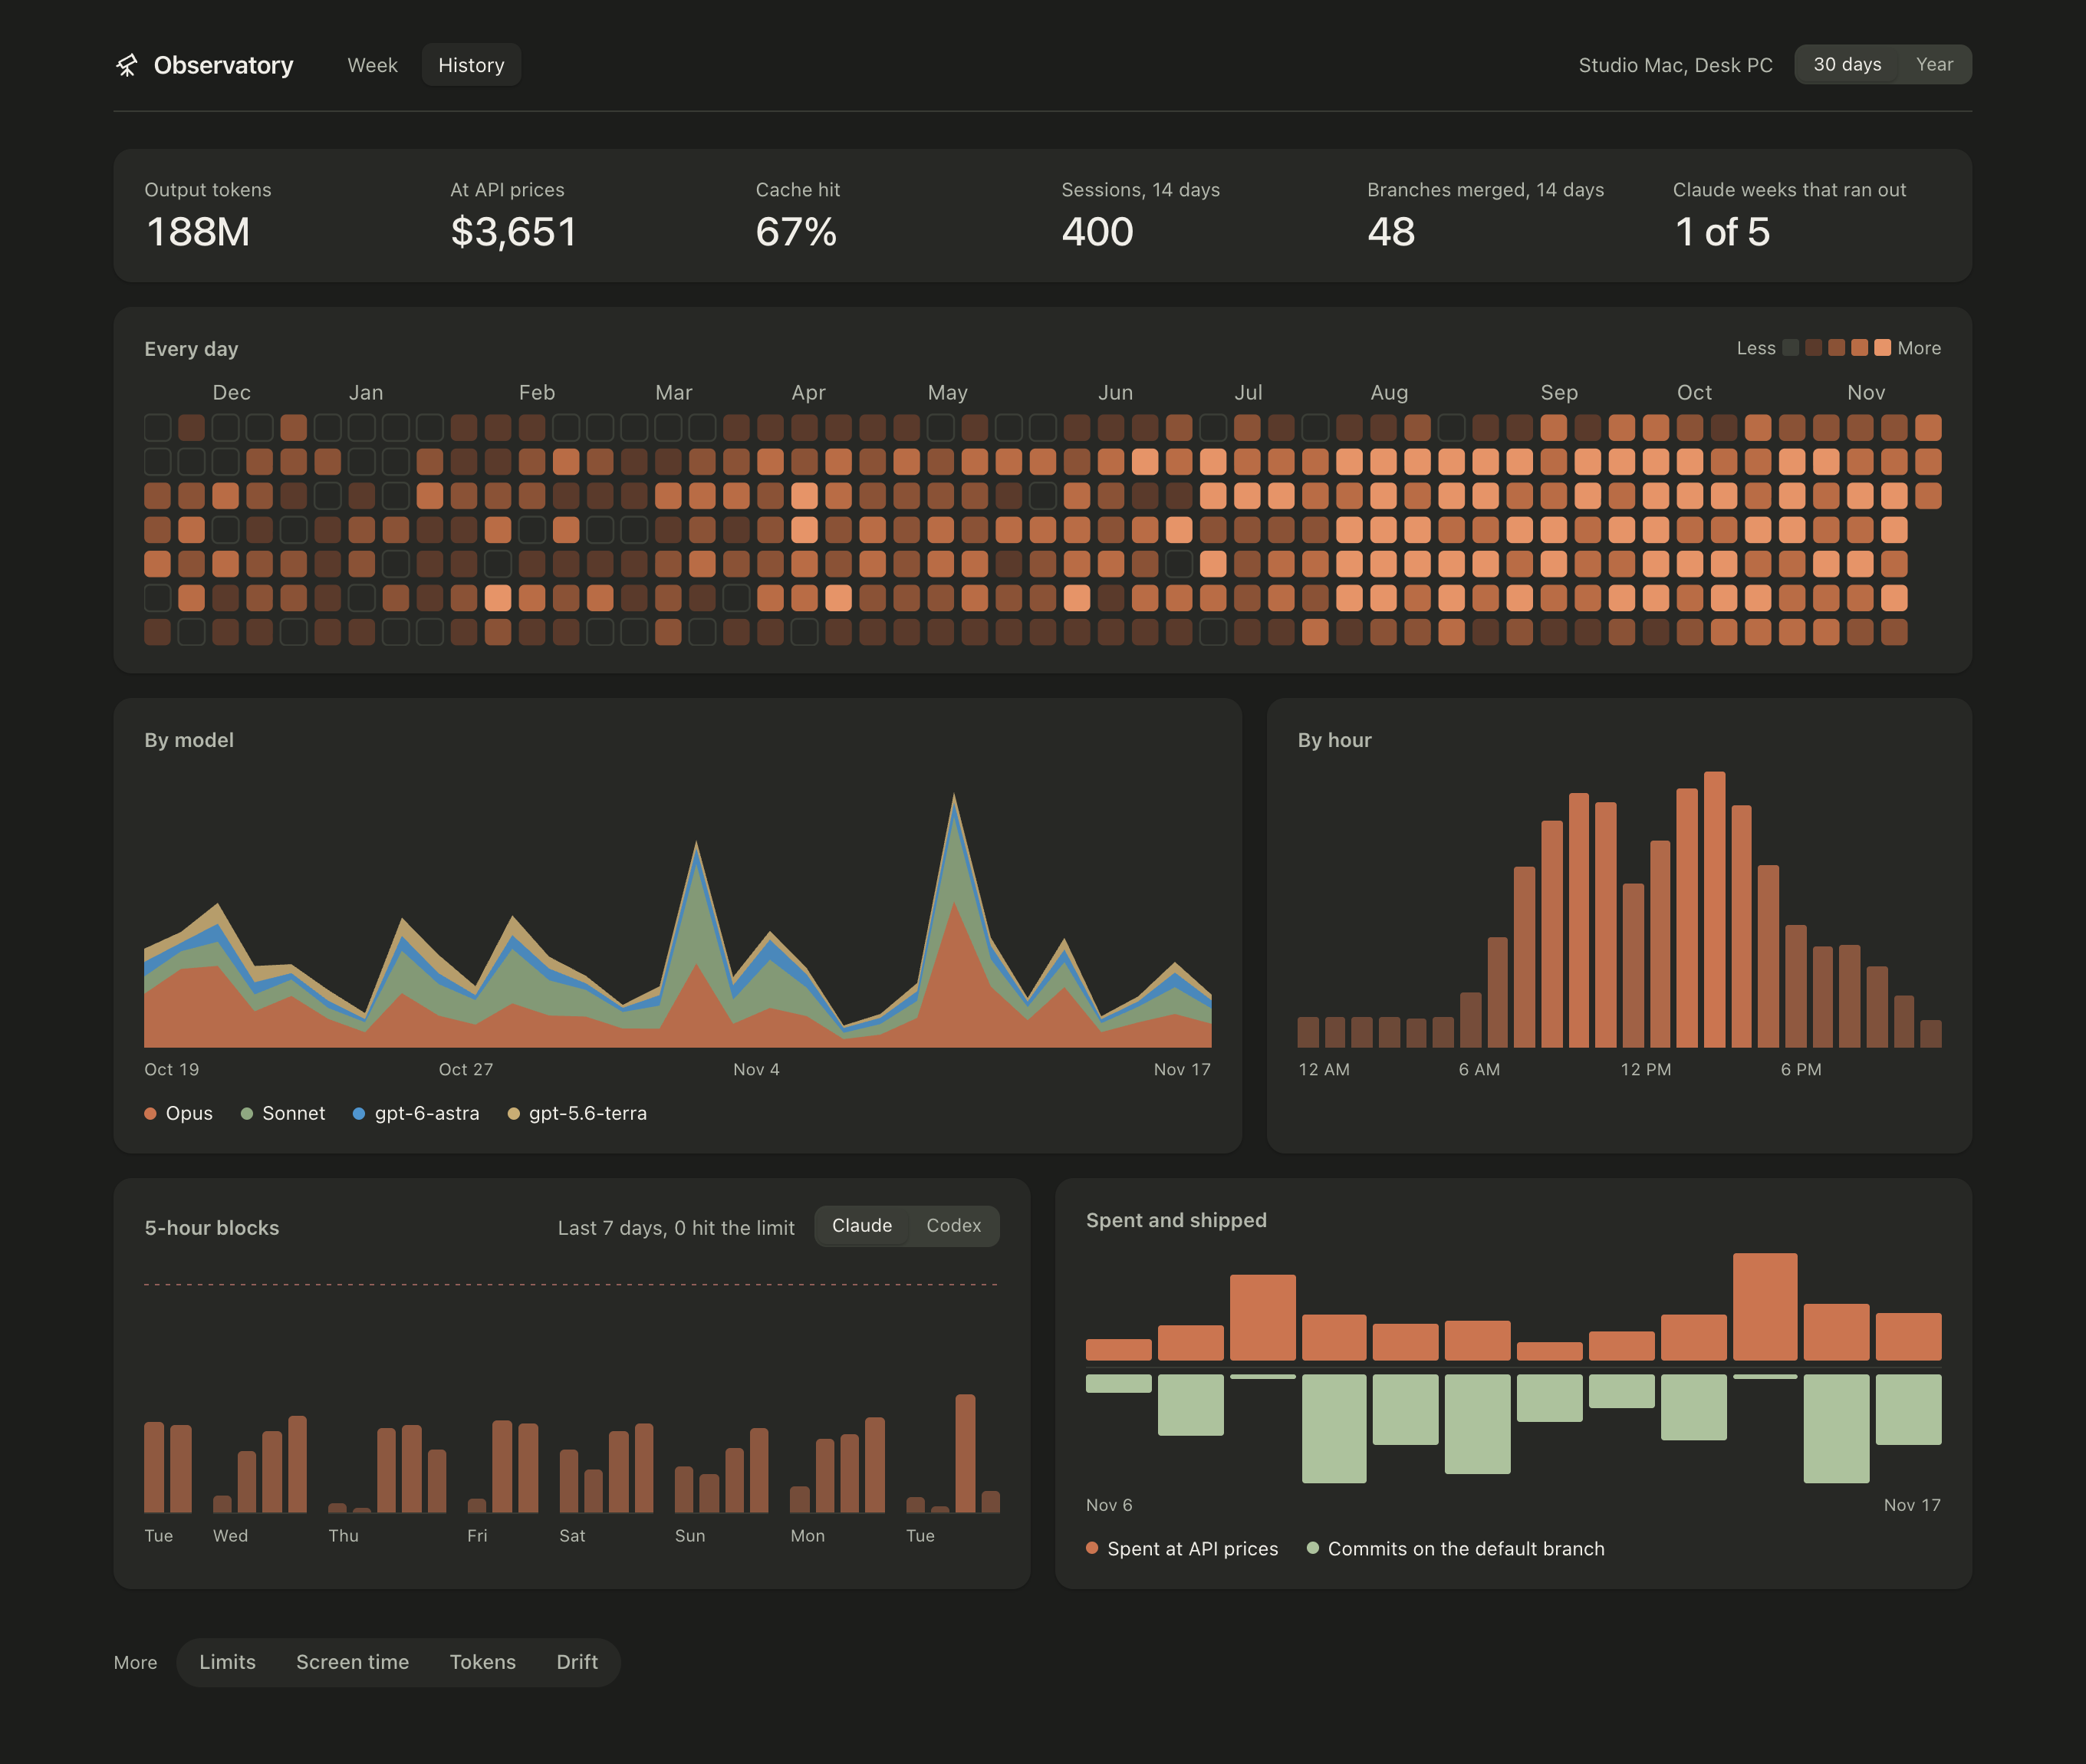 Observatory Week History Studio Mac, Desk PC 30 days Year
Output tokens At API prices Cache hit Sessions, 14 days Branches merged, 14 days Claude weeks that ran out
188M $3,651 67% 400 48 1 of 5
Every day Less More
Dec Jan Feb Mar Apr May Jun Jul Aug Sep Oct Nov
By model
Oct 19 Oct 27 Nov 4 Nov 17
Opus Sonnet gpt-6-astra gpt-5.6-terra
By hour
12 AM 6 AM 12 PM 6 PM
5-hour blocks Last 7 days, 0 hit the limit Claude Codex
Tue Wed Thu Fri Sat Sun Mon Tue
Spent and shipped
Nov 6 Nov 17
Spent at API prices Commits on the default branch
More Limits Screen time Tokens Drift